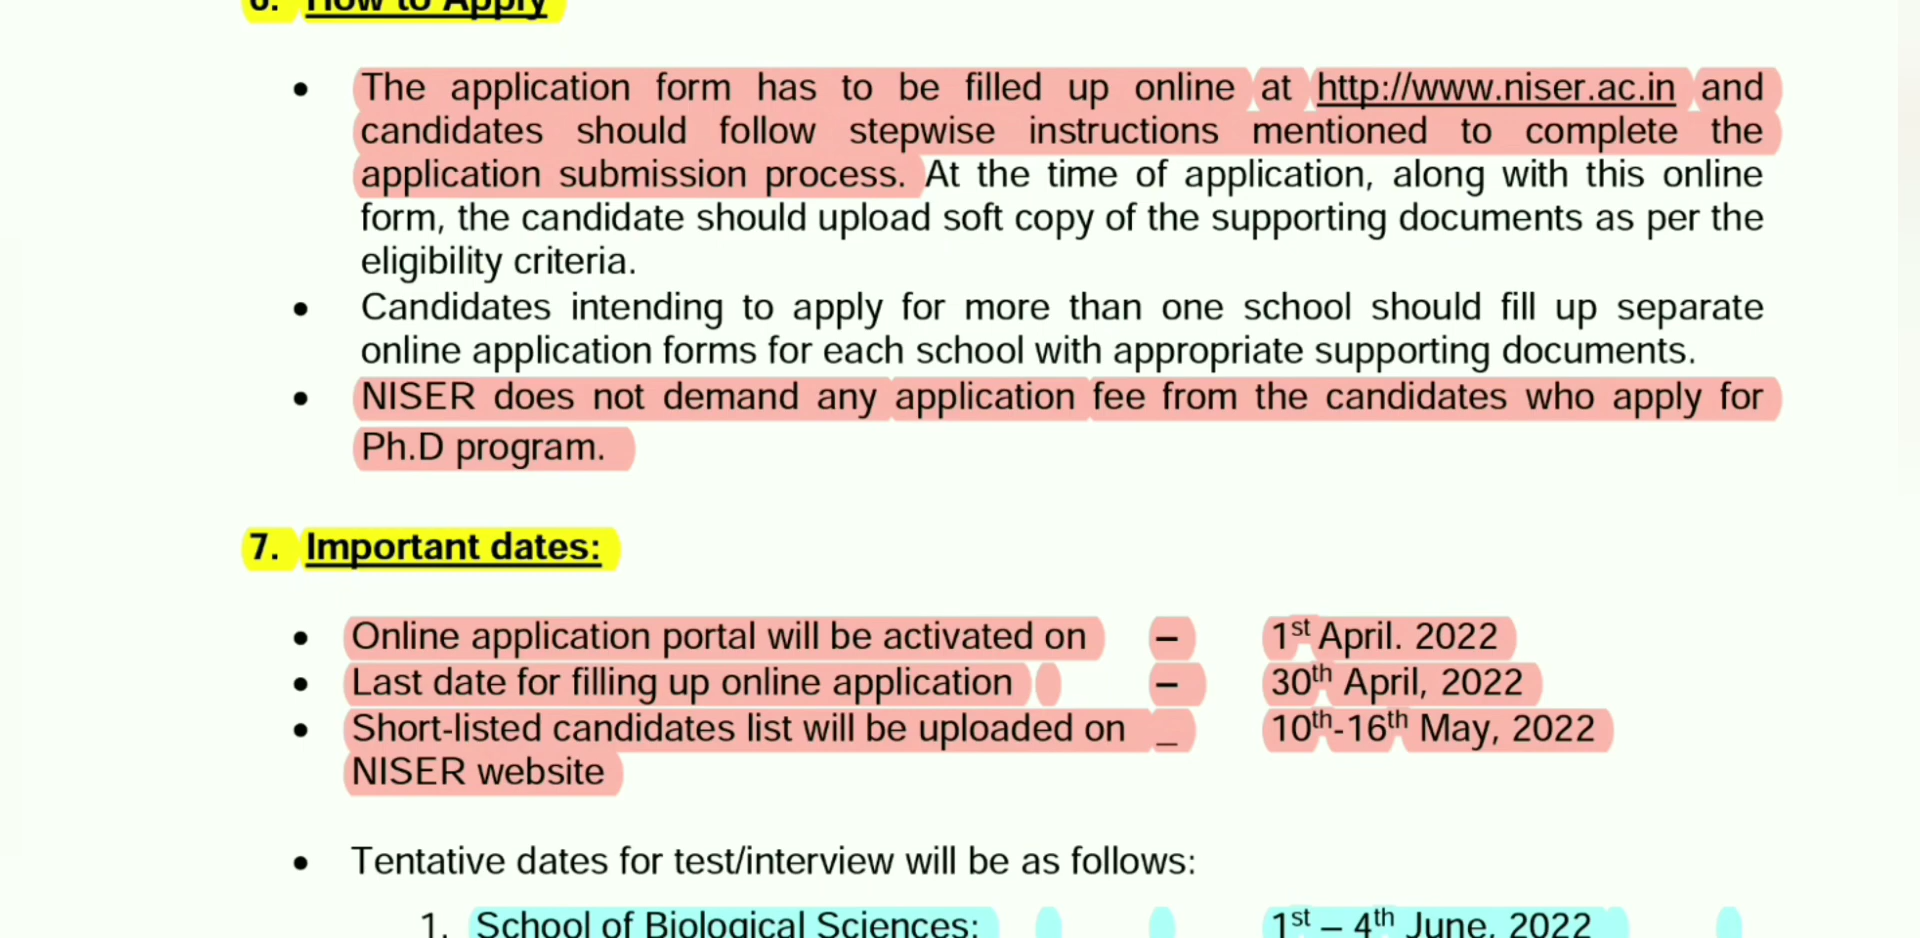 6. How to Apply
• The application form has to be filled up online at http://www.niser.ac.in and
candidates should follow stepwise instructions mentioned to complete the
application submission process. At the time of application, along with this online
form, the candidate should upload soft copy of the supporting documents as per the
eligibility criteria.
• Candidates intending to apply for more than one school should fill up separate
online application forms for each school with appropriate supporting documents.
• NISER does not demand any application fee from the candidates who apply for
Ph.D program.
7. Important dates:
• Online application portal will be activated on – 1st April. 2022
• Last date for filling up online application – 30th April, 2022
• Short-listed candidates list will be uploaded on _ 10th-16th May, 2022
NISER website
• Tentative dates for test/interview will be as follows:
1. School of Biological Sciences: 1st – 4th June, 2022